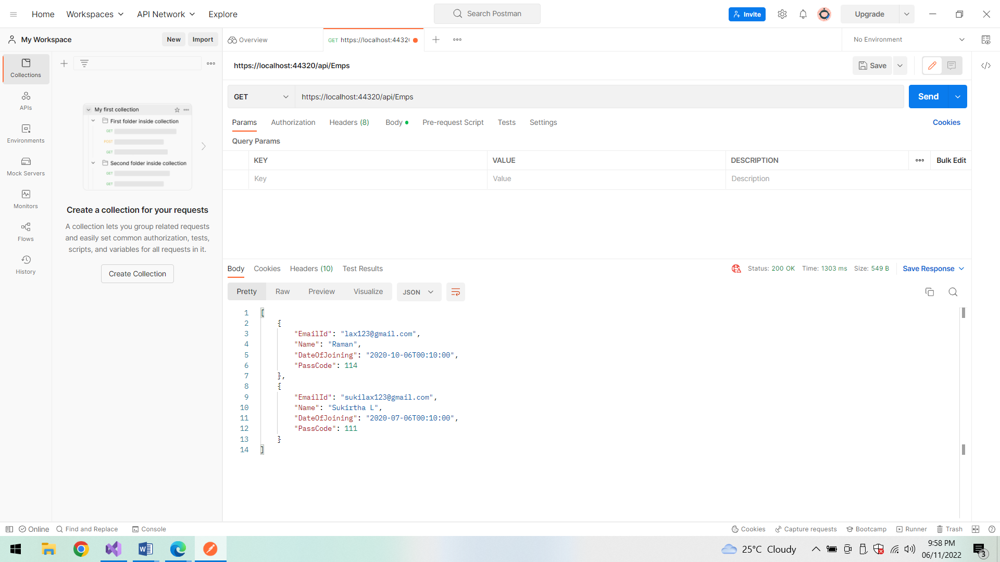 Home Workspaces API Network Explore Search Postman Invite Upgrade
My Workspace New Import Overview GET https://localhost:4432( No Environment
Collections
APIs
Environments
Mock Servers
Monitors
Flows
History
My first collection
First folder inside collection
GET
POST
GET
Second folder inside collection
GET
GET
Create a collection for your requests
A collection lets you group related requests
and easily set common authorization, tests,
scripts, and variables for all requests in it.
Create Collection
https://localhost:44320/api/Emps Save
GET https://localhost:44320/api/Emps Send
Params Authorization Headers (8) Body Pre-request Script Tests Settings Cookies
Query Params
KEY VALUE DESCRIPTION Bulk Edit
Key Value Description
Body Cookies Headers (10) Test Results Status: 200 OK Time: 1303 ms Size: 549 B Save Response
Pretty Raw Preview Visualize JSON
1 [
2 {
3 "EmailId": "lax123@gmail.com",
4 "Name": "Raman",
5 "DateOfJoining": "2020-10-06T00:10:00",
6 "PassCode": 114
7 },
8 {
9 "EmailId": "sukilax123@gmail.com",
10 "Name": "Sukirtha L",
11 "DateOfJoining": "2020-07-06T00:10:00",
12 "PassCode": 111
13 }
14 ]
Online Find and Replace Console Cookies Capture requests Bootcamp Runner Trash
25°C Cloudy 9:58 PM
06/11/2022 3